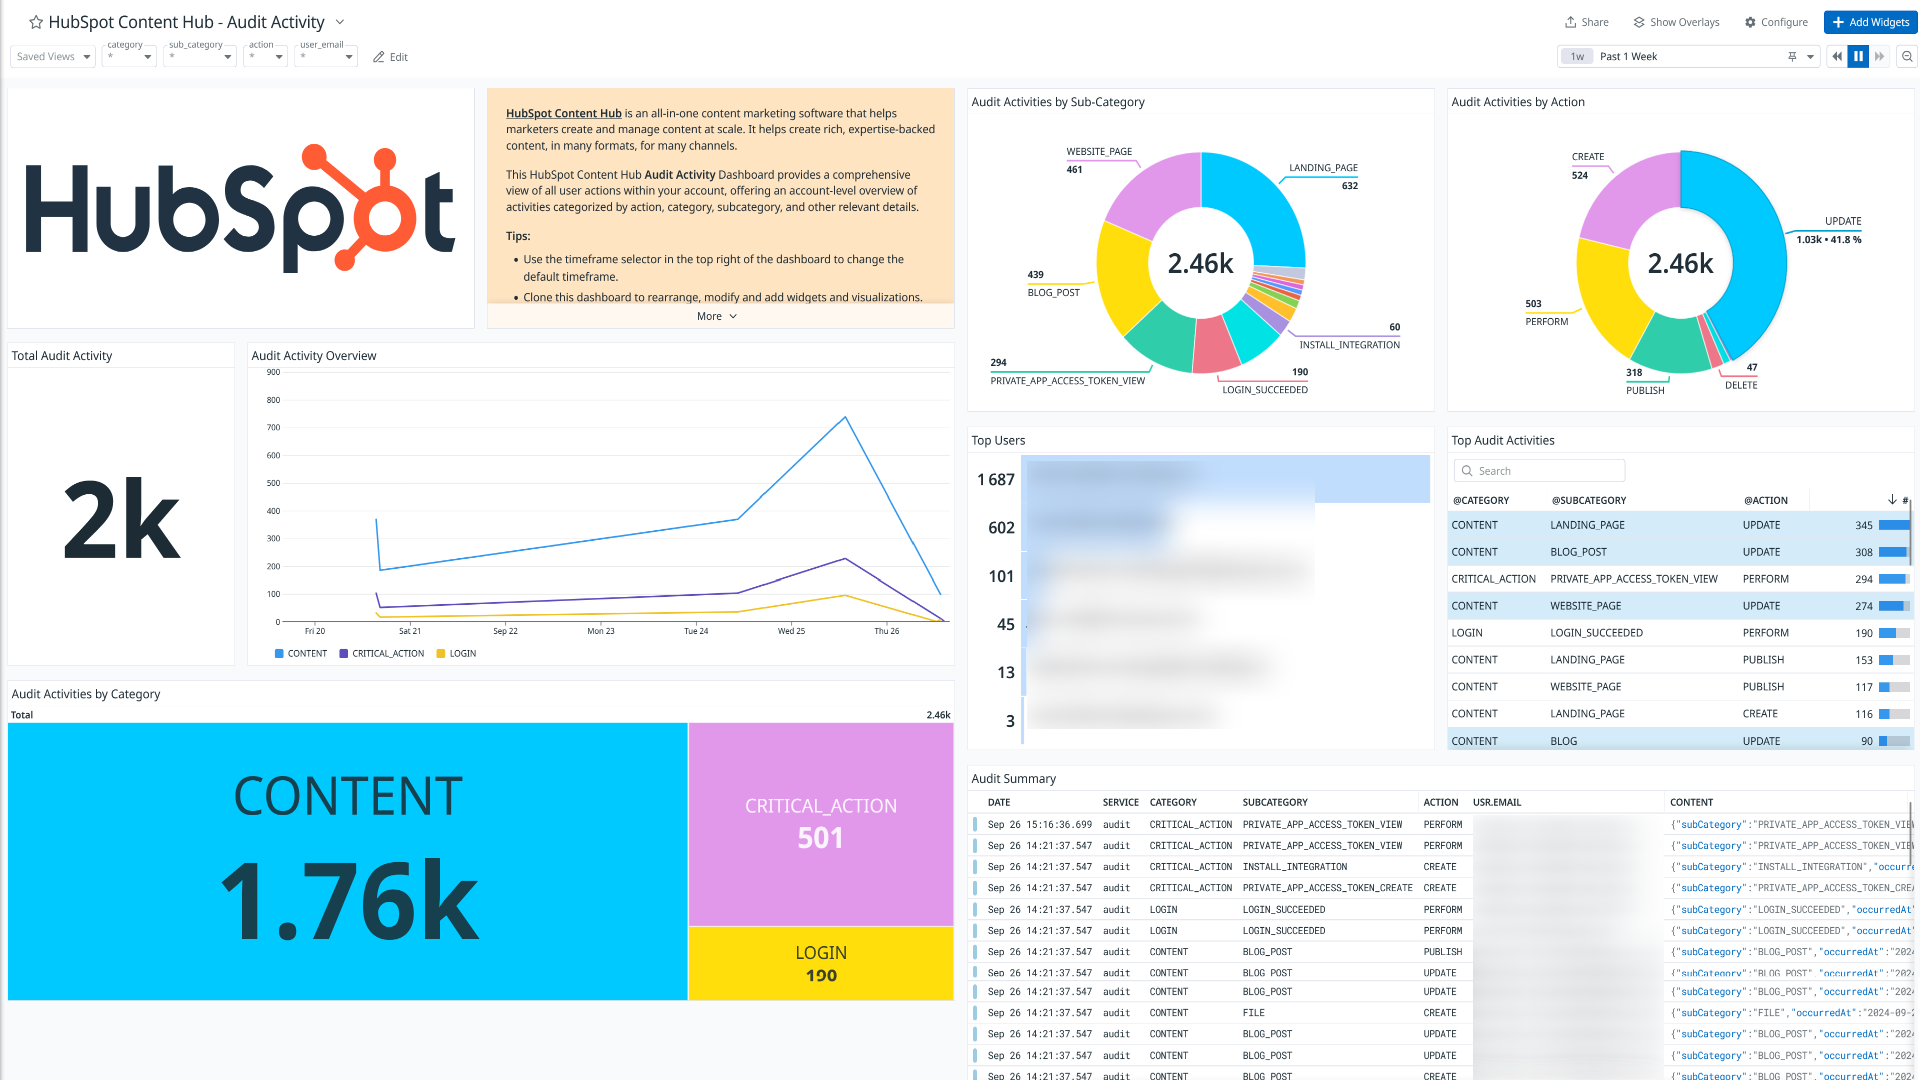 HubSpot Content Hub - Audit Activity
Share
Show Overlays
Configure
Add Widgets
Saved Views
category
*
sub_category
*
action
*
user_email
*
Edit
1w
Past 1 Week
HubSpot
HubSpot Content Hub is an all-in-one content marketing software that helps
marketers create and manage content at scale. It helps create rich, expertise-backed
content, in many formats, for many channels.
This HubSpot Content Hub Audit Activity Dashboard provides a comprehensive
view of all user actions within your account, offering an account-level overview of
activities categorized by action, category, subcategory, and other relevant details.
Tips:
• Use the timeframe selector in the top right of the dashboard to change the
default timeframe.
• Clone this dashboard to rearrange, modify and add widgets and visualizations.
More
Audit Activities by Sub-Category
WEBSITE_PAGE
461
LANDING_PAGE
632
2.46k
439
BLOG_POST
60
INSTALL_INTEGRATION
294
PRIVATE_APP_ACCESS_TOKEN_VIEW
190
LOGIN_SUCCEEDED
Audit Activities by Action
CREATE
524
UPDATE
1.03k • 41.8 %
2.46k
503
PERFORM
318
PUBLISH
47
DELETE
Total Audit Activity
2k
Audit Activity Overview
900
800
700
600
500
400
300
200
100
0
Fri 20
Sat 21
Sep 22
Mon 23
Tue 24
Wed 25
Thu 26
CONTENT
CRITICAL_ACTION
LOGIN
Top Users
1 687
602
101
45
13
3
Top Audit Activities
Search
@CATEGORY @SUBCATEGORY @ACTION #
CONTENT LANDING_PAGE UPDATE 345
CONTENT BLOG_POST UPDATE 308
CRITICAL_ACTION PRIVATE_APP_ACCESS_TOKEN_VIEW PERFORM 294
CONTENT WEBSITE_PAGE UPDATE 274
LOGIN LOGIN_SUCCEEDED PERFORM 190
CONTENT LANDING_PAGE PUBLISH 153
CONTENT WEBSITE_PAGE PUBLISH 117
CONTENT LANDING_PAGE CREATE 116
CONTENT BLOG UPDATE 90
Audit Activities by Category
Total 2.46k
CONTENT
1.76k
CRITICAL_ACTION
501
LOGIN
190
Audit Summary
DATE SERVICE CATEGORY SUBCATEGORY ACTION USR.EMAIL CONTENT
Sep 26 15:16:36.699 audit CRITICAL_ACTION PRIVATE_APP_ACCESS_TOKEN_VIEW PERFORM {"subCategory":"PRIVATE_APP_ACCESS_TOKEN_VIE
Sep 26 14:21:37.547 audit CRITICAL_ACTION PRIVATE_APP_ACCESS_TOKEN_VIEW PERFORM {"subCategory":"PRIVATE_APP_ACCESS_TOKEN_VIE
Sep 26 14:21:37.547 audit CRITICAL_ACTION INSTALL_INTEGRATION CREATE {"subCategory":"INSTALL_INTEGRATION","occurre
Sep 26 14:21:37.547 audit CRITICAL_ACTION PRIVATE_APP_ACCESS_TOKEN_CREATE CREATE {"subCategory":"PRIVATE_APP_ACCESS_TOKEN_CREA
Sep 26 14:21:37.547 audit LOGIN LOGIN_SUCCEEDED PERFORM {"subCategory":"LOGIN_SUCCEEDED","occurredAt"
Sep 26 14:21:37.547 audit LOGIN LOGIN_SUCCEEDED PERFORM {"subCategory":"LOGIN_SUCCEEDED","occurredAt"
Sep 26 14:21:37.547 audit CONTENT BLOG_POST PUBLISH {"subCategory":"BLOG_POST","occurredAt":"2024
Sep 26 14:21:37.547 audit CONTENT BLOG_POST UPDATE {"subCategory":"BLOG_POST","occurredAt":"2024
Sep 26 14:21:37.547 audit CONTENT BLOG_POST UPDATE {"subCategory":"BLOG_POST","occurredAt":"2024
Sep 26 14:21:37.547 audit CONTENT FILE CREATE {"subCategory":"FILE","occurredAt":"2024-09-2
Sep 26 14:21:37.547 audit CONTENT BLOG_POST UPDATE {"subCategory":"BLOG_POST","occurredAt":"2024
Sep 26 14:21:37.547 audit CONTENT BLOG_POST UPDATE {"subCategory":"BLOG_POST","occurredAt":"2024
Sep 26 14:21:37.547 audit CONTENT BLOG_POST CREATE {"subCategory":"BLOG_POST","occurredAt":"2024